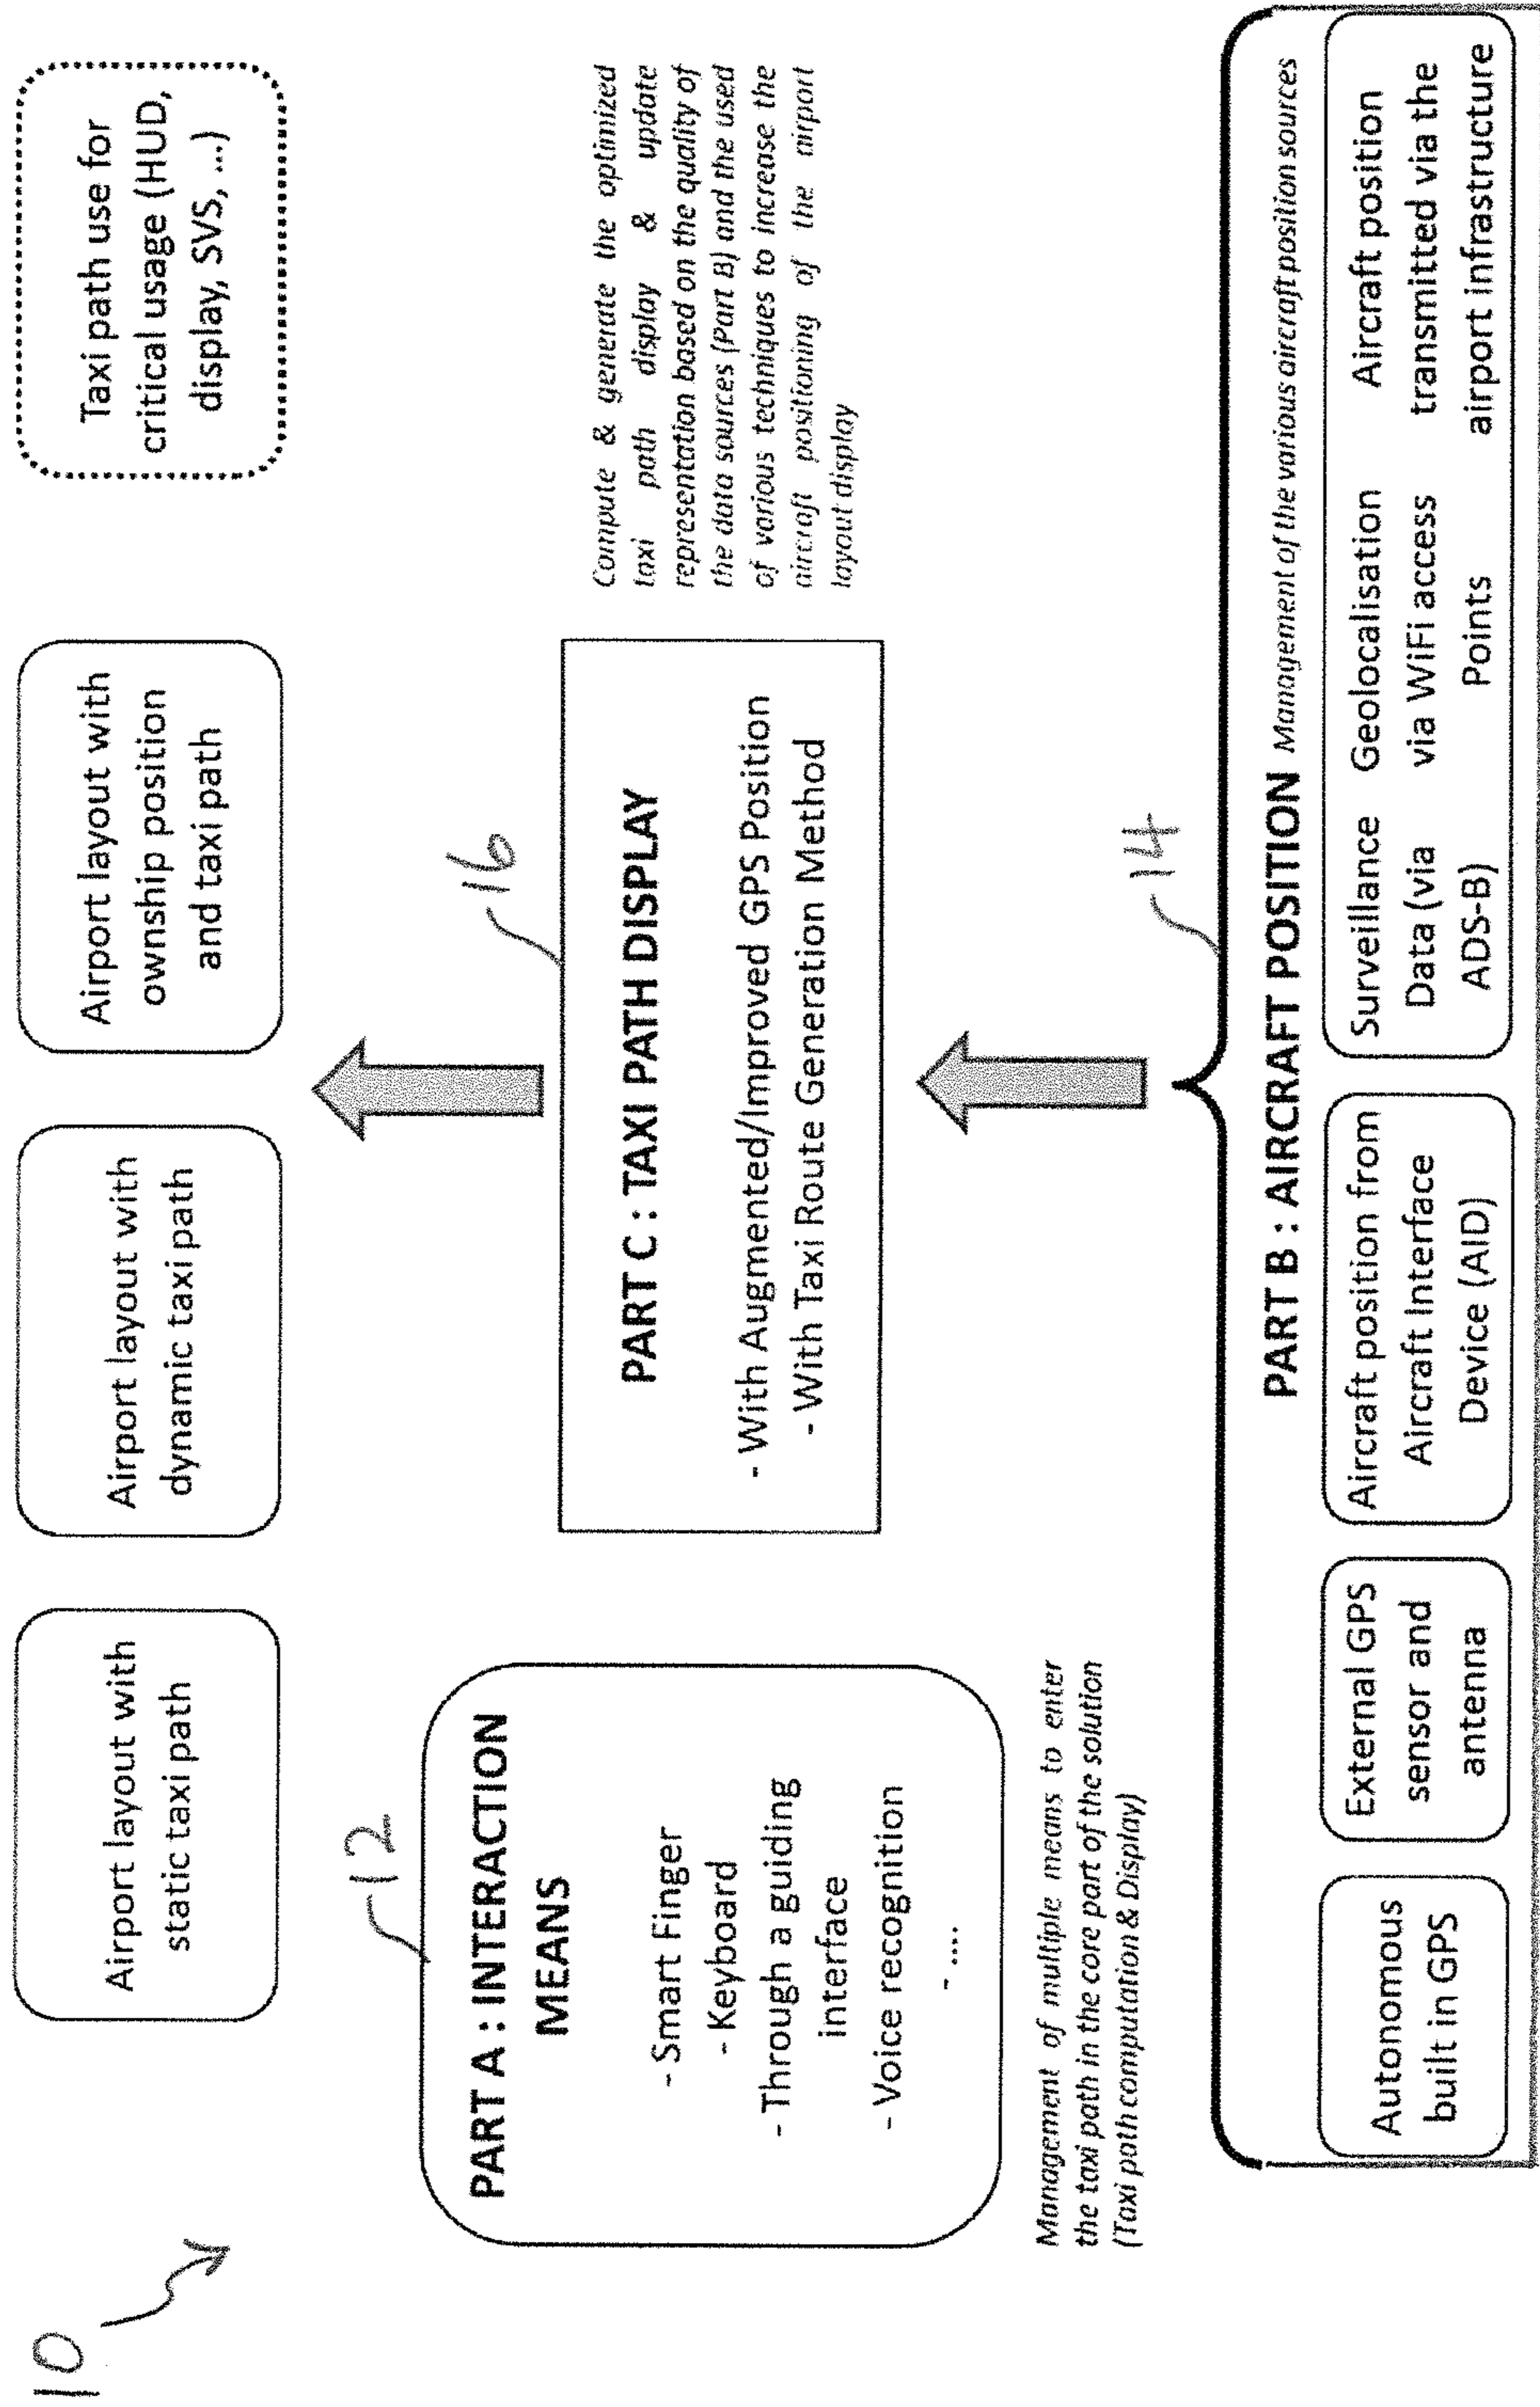 10
Airport layout with
static taxi path
Airport layout with
dynamic taxi path
Airport layout with
ownship position
and taxi path
Taxi path use for
critical usage (HUD,
display, SVS, ...)
12
PART A : INTERACTION
MEANS
- Smart Finger
- Keyboard
- Through a guiding
interface
- Voice recognition
- ....
Management of multiple means to enter
the taxi path in the core part of the solution
(Taxi path computation & Display)
16
PART C : TAXI PATH DISPLAY
- With Augmented/Improved GPS Position
- With Taxi Route Generation Method
Compute & generate the optimized
taxi path display & update
representation based on the quality of
the data sources (Part B) and the used
of various techniques to increase the
aircraft positioning of the airport
layout display
14
PART B : AIRCRAFT POSITION Management of the various aircraft position sources
Autonomous
built in GPS
External GPS
sensor and
antenna
Aircraft position from
Aircraft Interface
Device (AID)
Surveillance
Data (via
ADS-B)
Geolocalisation
via WiFi access
Points
Aircraft position
transmitted via the
airport infrastructure